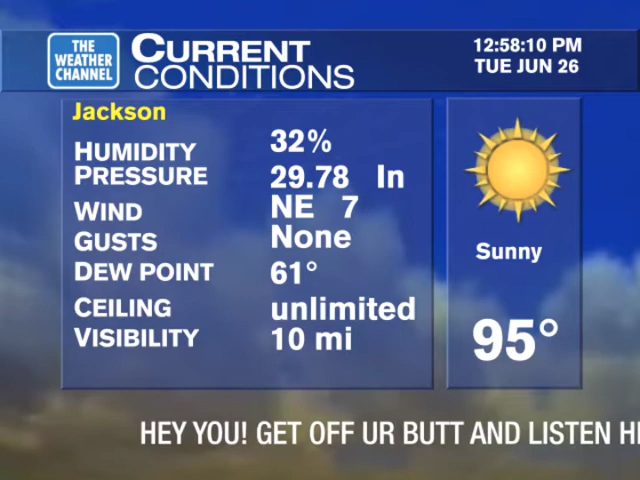 THE
WEATHER
CHANNEL
CURRENT
CONDITIONS
12:58:10 PM
TUE JUN 26
Jackson
HUMIDITY 32%
PRESSURE 29.78 In
WIND NE 7
GUSTS None
DEW POINT 61°
CEILING unlimited
VISIBILITY 10 mi
Sunny
95°
HEY YOU! GET OFF UR BUTT AND LISTEN